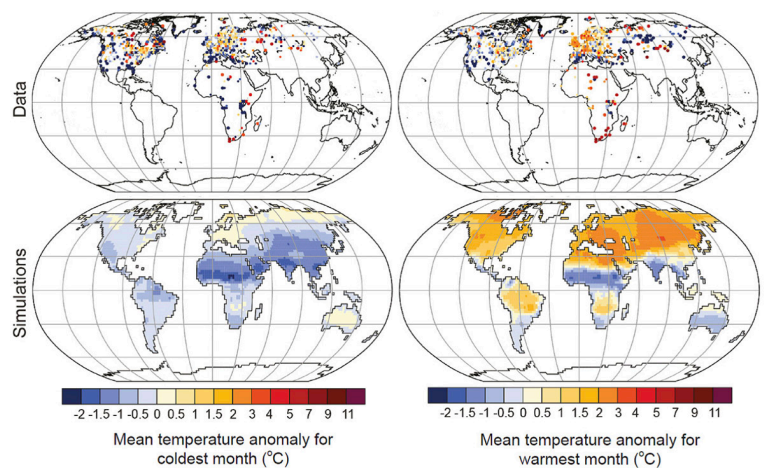 Data
Simulations
-2 -1.5 -1 -0.5 0 0.5 1 1.5 2 3 4 5 7 9 11
-2 -1.5 -1 -0.5 0 0.5 1 1.5 2 3 4 5 7 9 11
Mean temperature anomaly for
coldest month (°C)
Mean temperature anomaly for
warmest month (°C)